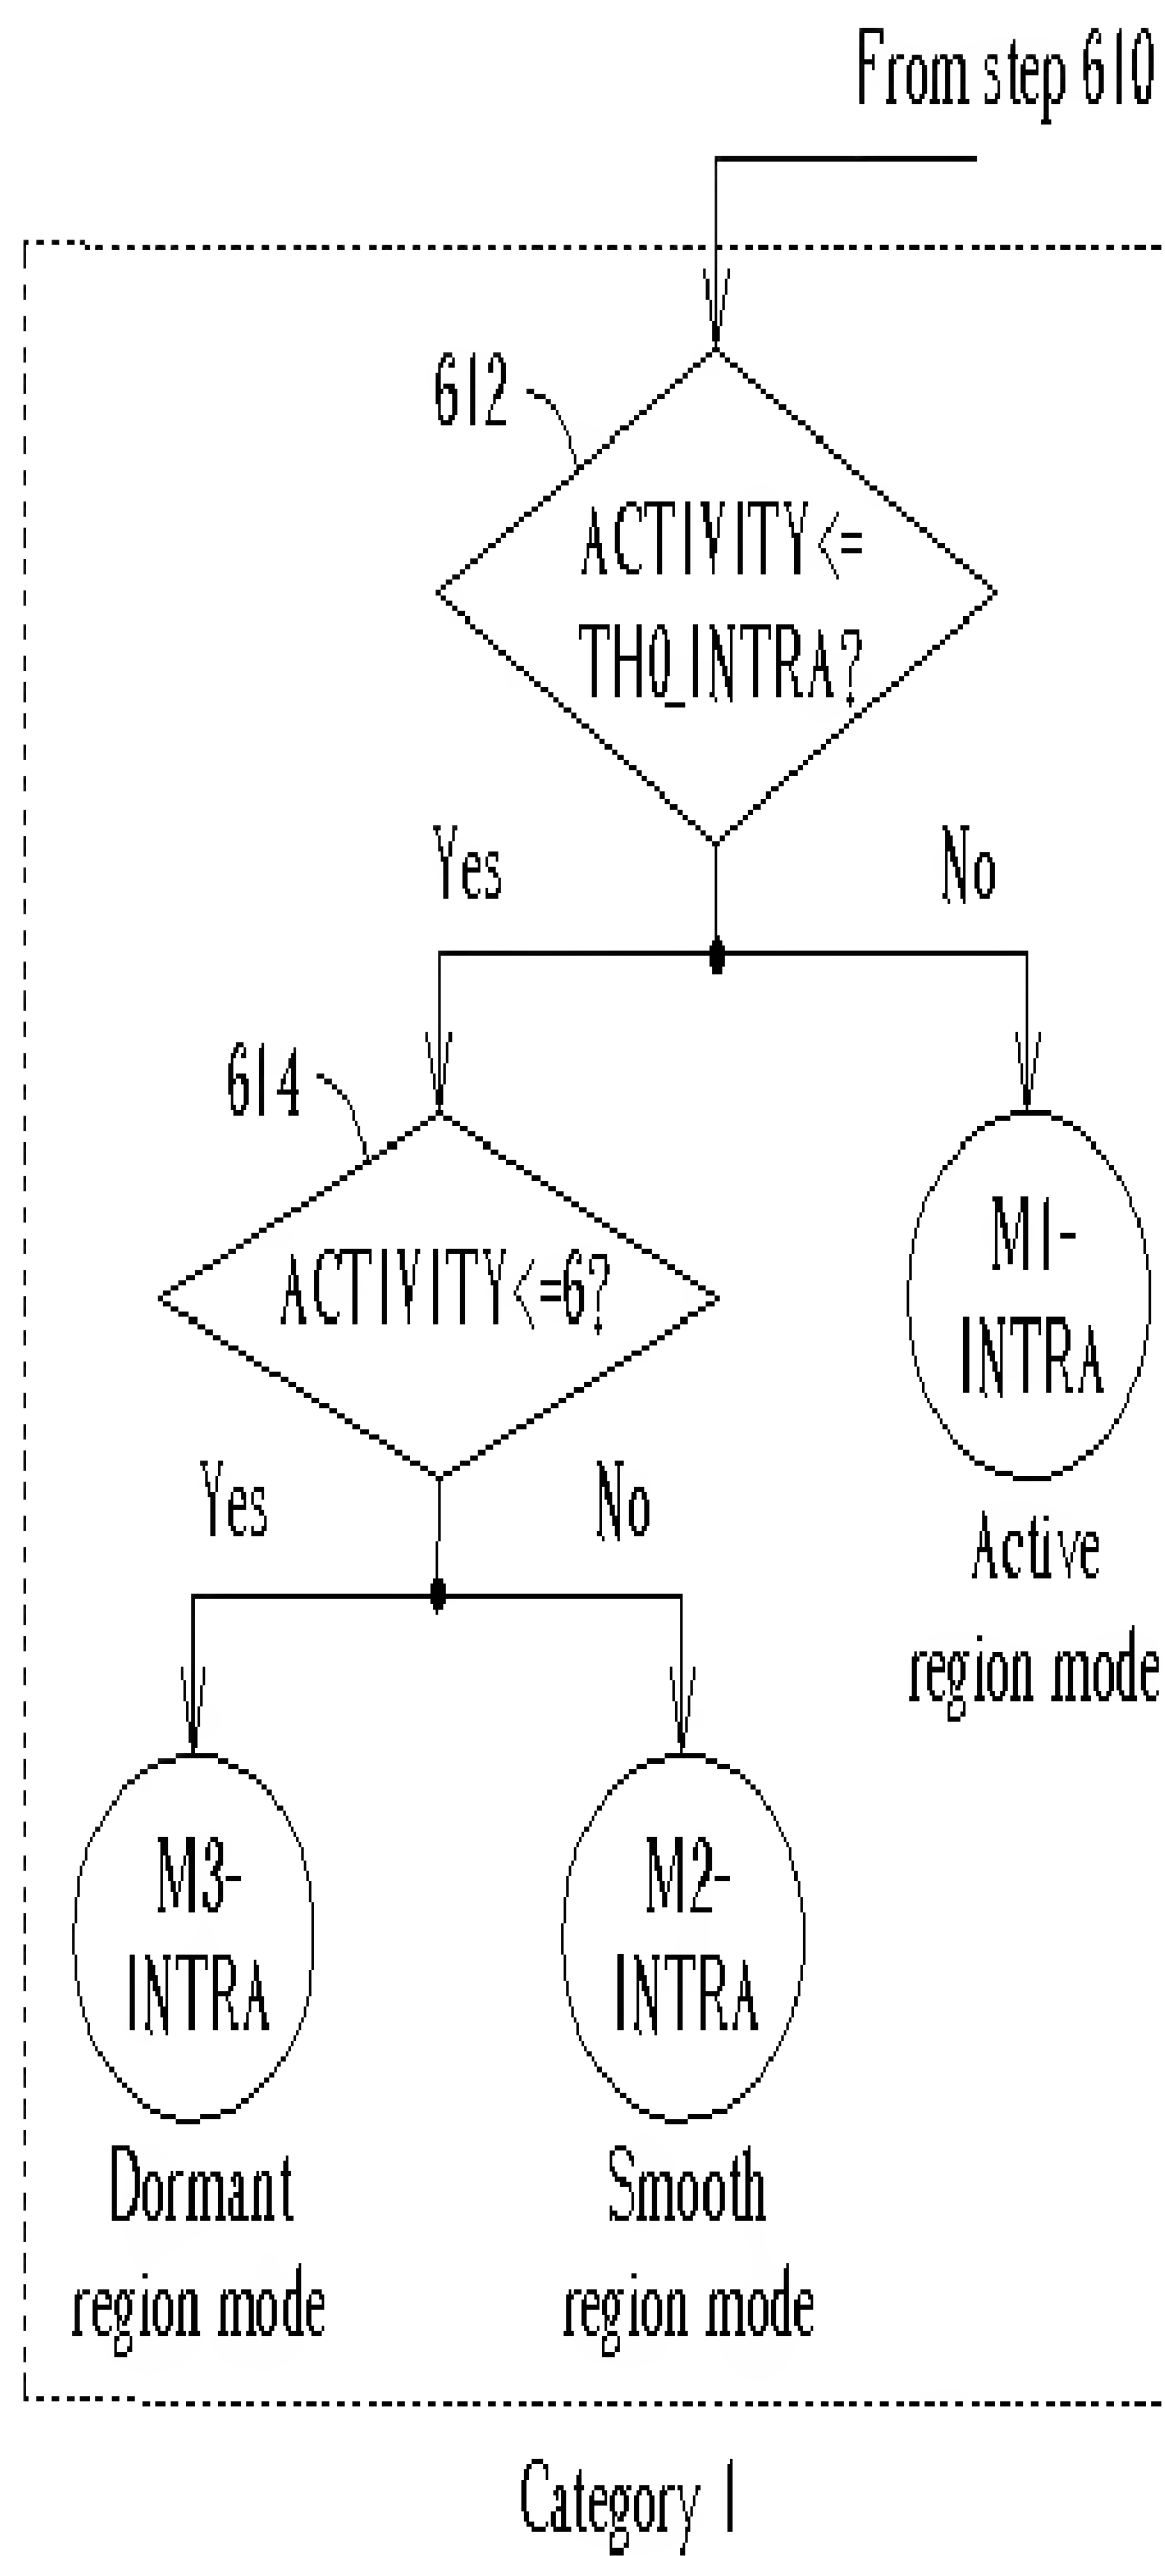 From step 610
612
ACTIVITY<=
TH0_INTRA?
Yes
No
614
ACTIVITY<=6?
M1-
INTRA
Yes
No
Active
region mode
M3-
INTRA
M2-
INTRA
Dormant
region mode
Smooth
region mode
Category 1